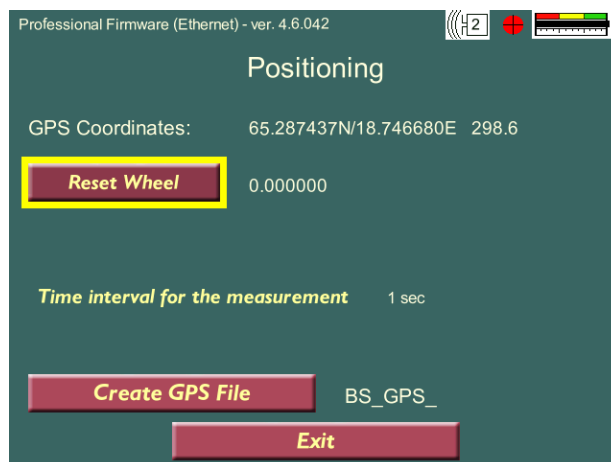 Professional Firmware (Ethernet) - ver. 4.6.042
2
Positioning
GPS Coordinates: 65.287437N/18.746680E 298.6
Reset Wheel 0.000000
Time interval for the measurement 1 sec
Create GPS File BS_GPS_
Exit